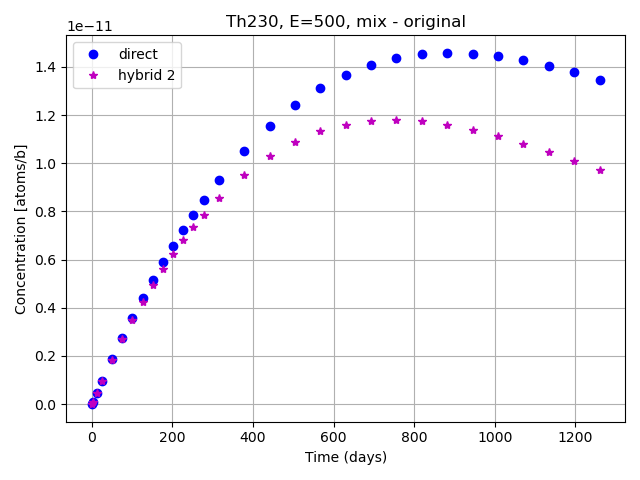 Th230, E=500, mix - original
1e−11
direct
hybrid 2
1.4
1.2
1.0
0.8
0.6
0.4
0.2
0.0
Concentration [atoms/b]
0 200 400 600 800 1000 1200
Time (days)